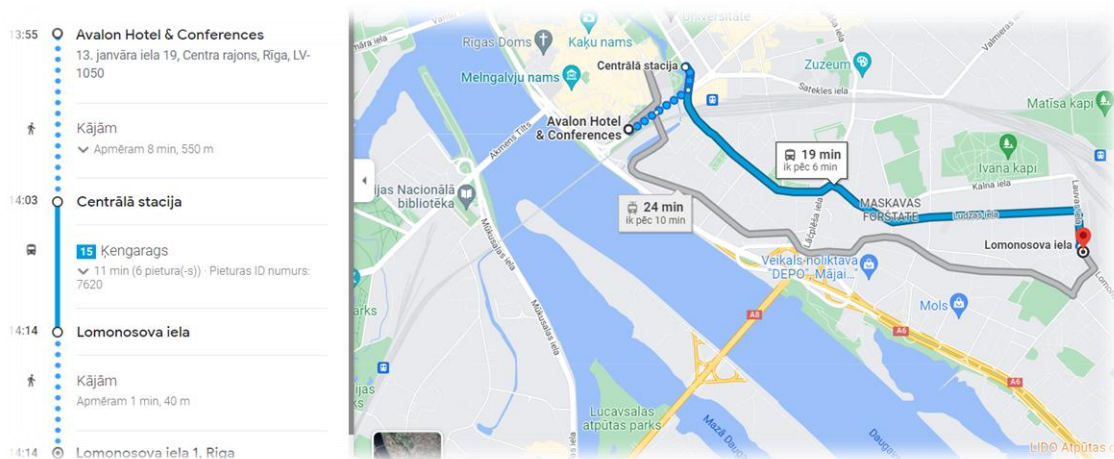 13:55 Avalon Hotel & Conferences
13. janvāra iela 19, Centra rajons, Rīga, LV-
1050
Kājām
Apmēram 8 min, 550 m
14:03 Centrālā stacija
15 Ķengarags
11 min (6 pietura(-s)) · Pieturas ID numurs:
7620
14:14 Lomonosova iela
Kājām
Apmēram 1 min, 40 m
14:14 Lomonosova iela 1, Riga
Universitāte
Rīgas Doms
Kaķu nams
Valmieras iela
Centrālā stacija
Zuzeum
Melngalvju nams
Satekles iela
Matīsa kapi
Avalon Hotel
& Conferences
Akmens Tilts
19 min
ik pēc 6 min
Ivana kapi
Kalna iela
Nacionālā
bibliotēka
24 min
ik pēc 10 min
Lāčplēša iela
MASKAVAS
FORŠTATE
Ludzas iela
Lomonosova iela
Mūkusalas iela
Veikals-noliktava
"DEPO", Mājai...
Mols
A8
A6
Mūkusalas iela
A6
Lucavsalas
atpūtas parks
Mazā
LIDO Atpūtas